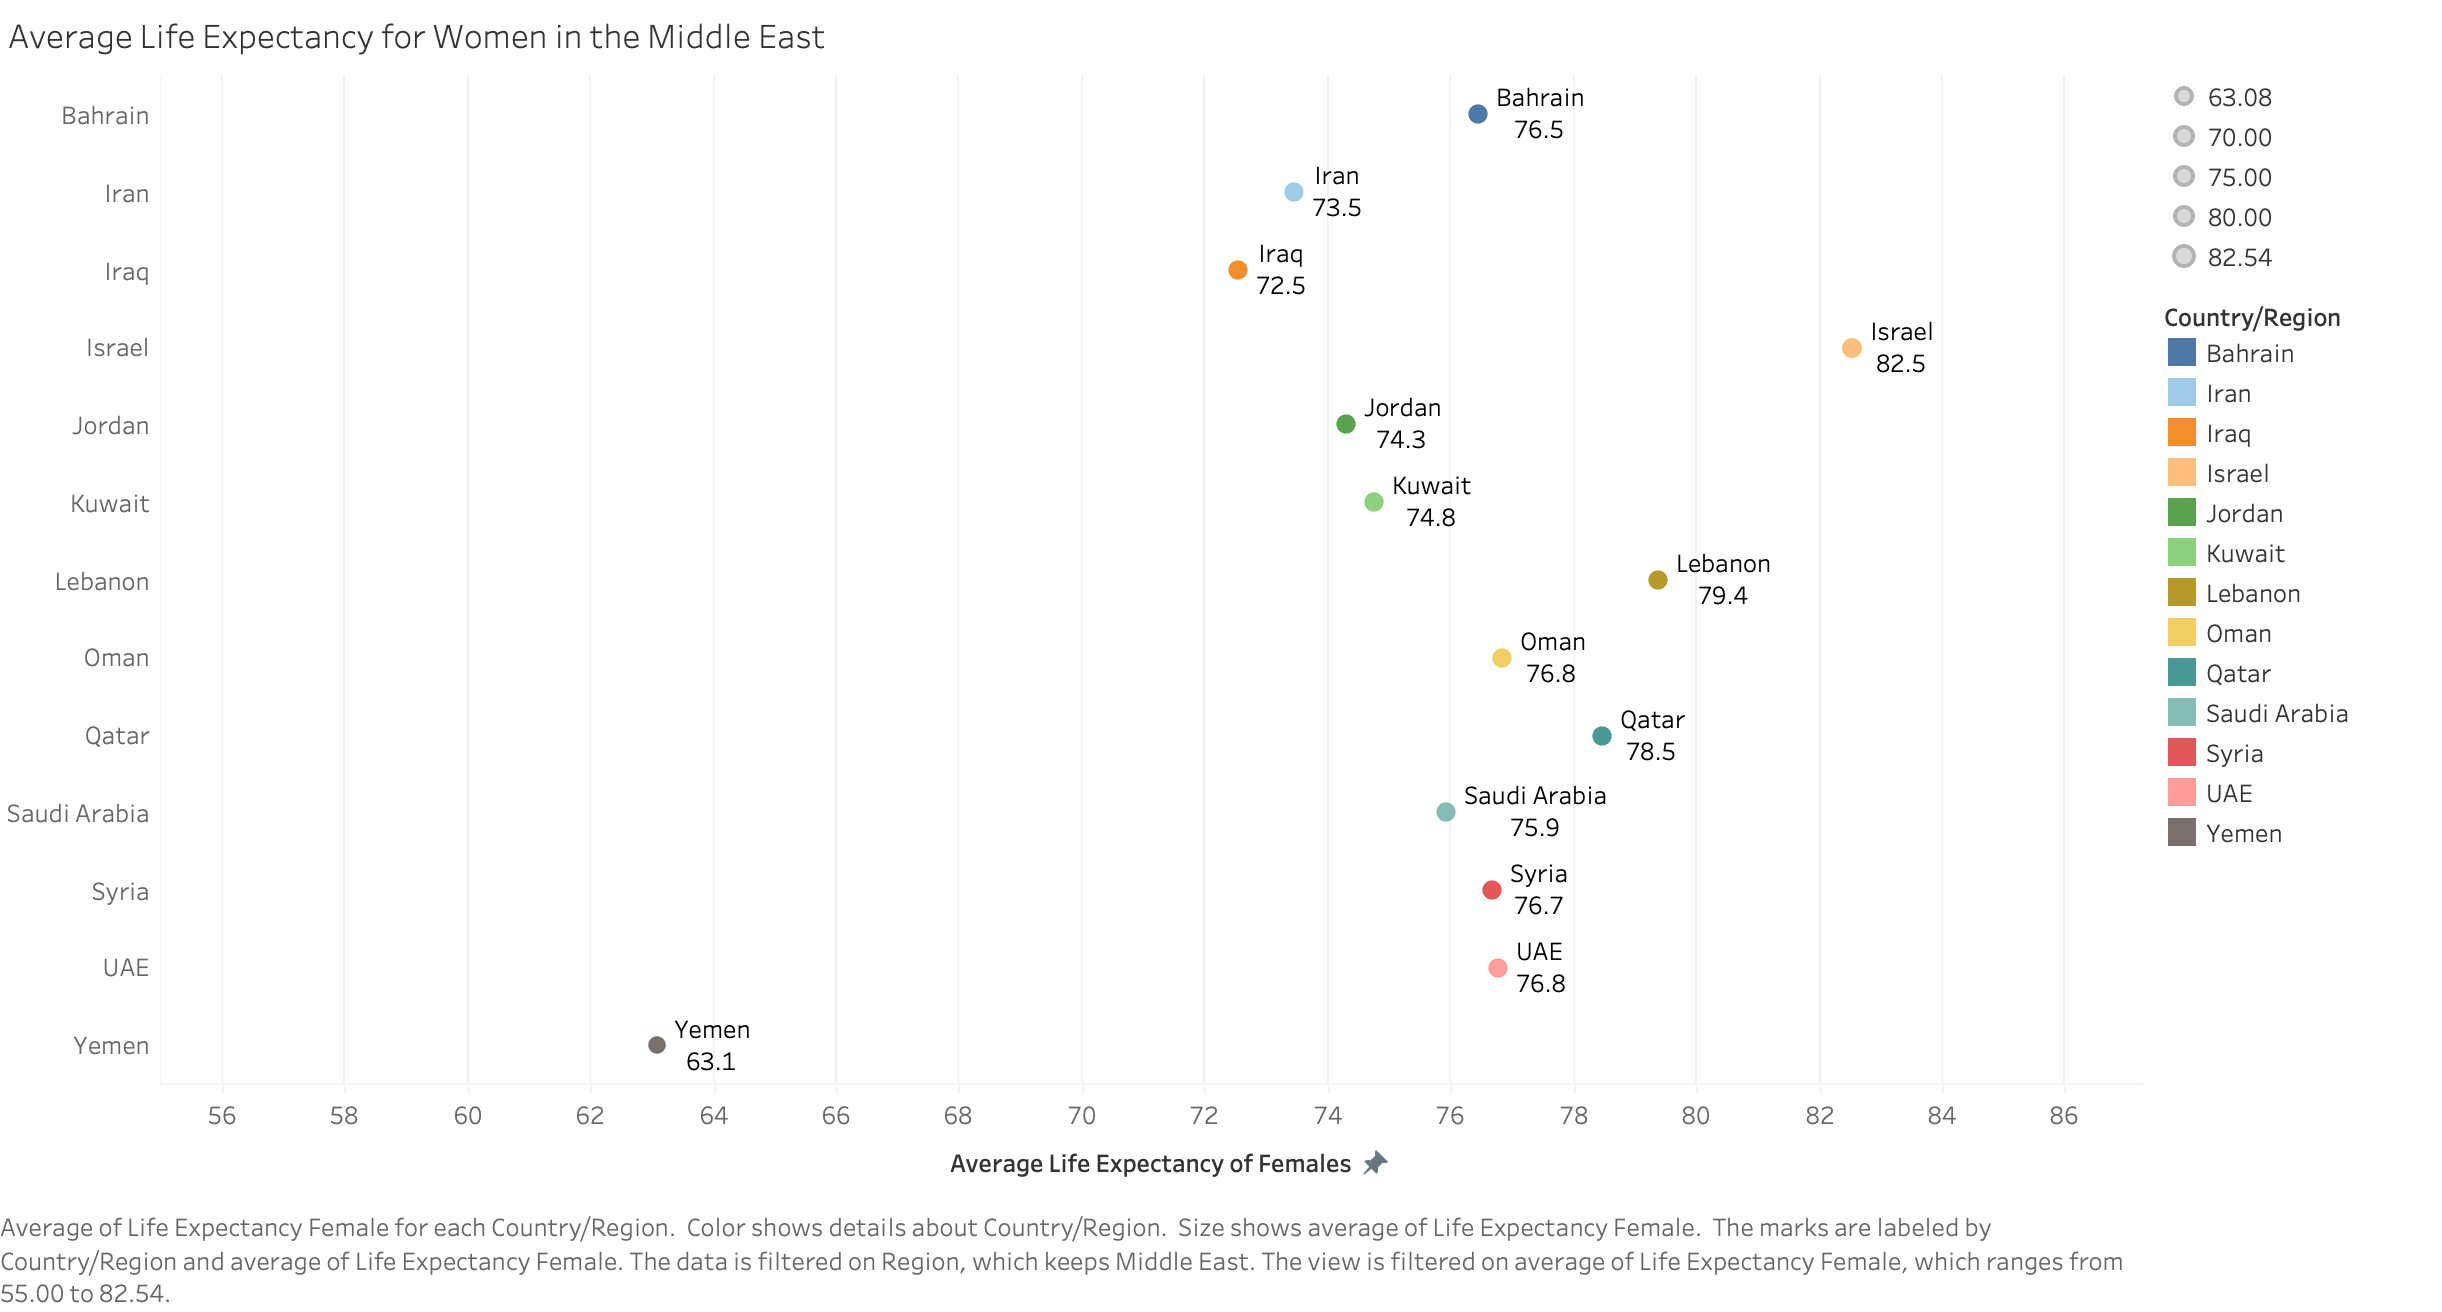 Average Life Expectancy for Women in the Middle East
Bahrain
Bahrain
76.5
Iran
Iran
73.5
Iraq
Iraq
72.5
Israel
Israel
82.5
Jordan
Jordan
74.3
Kuwait
Kuwait
74.8
Lebanon
Lebanon
79.4
Oman
Oman
76.8
Qatar
Qatar
78.5
Saudi Arabia
Saudi Arabia
75.9
Syria
Syria
76.7
UAE
UAE
76.8
Yemen
Yemen
63.1
56 58 60 62 64 66 68 70 72 74 76 78 80 82 84 86
Average Life Expectancy of Females
63.08
70.00
75.00
80.00
82.54
Country/Region
Bahrain
Iran
Iraq
Israel
Jordan
Kuwait
Lebanon
Oman
Qatar
Saudi Arabia
Syria
UAE
Yemen
Average of Life Expectancy Female for each Country/Region.  Color shows details about Country/Region.  Size shows average of Life Expectancy Female.  The marks are labeled by
Country/Region and average of Life Expectancy Female. The data is filtered on Region, which keeps Middle East. The view is filtered on average of Life Expectancy Female, which ranges from
55.00 to 82.54.